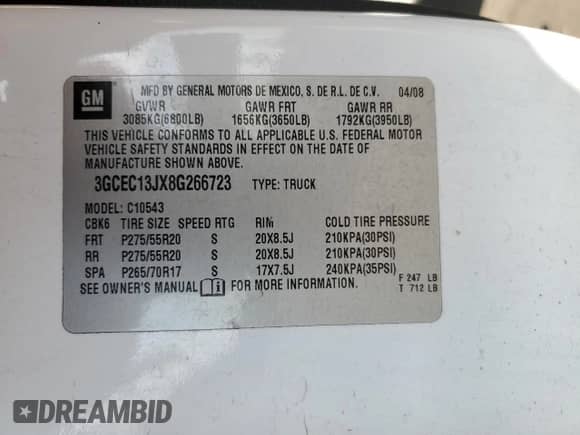 GM
MFD BY GENERAL MOTORS DE MEXICO, S. DE R.L. DE C.V. 04/08
GVWR GAWR FRT GAWR RR
3085KG(6800LB) 1656KG(3650LB) 1792KG(3950LB)
THIS VEHICLE CONFORMS TO ALL APPLICABLE U.S. FEDERAL MOTOR
VEHICLE SAFETY STANDARDS IN EFFECT ON THE DATE OF
MANUFACTURE SHOWN ABOVE.
3GCEC13JX8G266723 TYPE: TRUCK
MODEL: C10543
CBK6 TIRE SIZE SPEED RTG RIM COLD TIRE PRESSURE
FRT P275/55R20 S 20X8.5J 210KPA(30PSI)
RR P275/55R20 S 20X8.5J 210KPA(30PSI)
SPA P265/70R17 S 17X7.5J 240KPA(35PSI)
SEE OWNER'S MANUAL FOR MORE INFORMATION.
F 247 LB
T 712 LB
DREAMBID